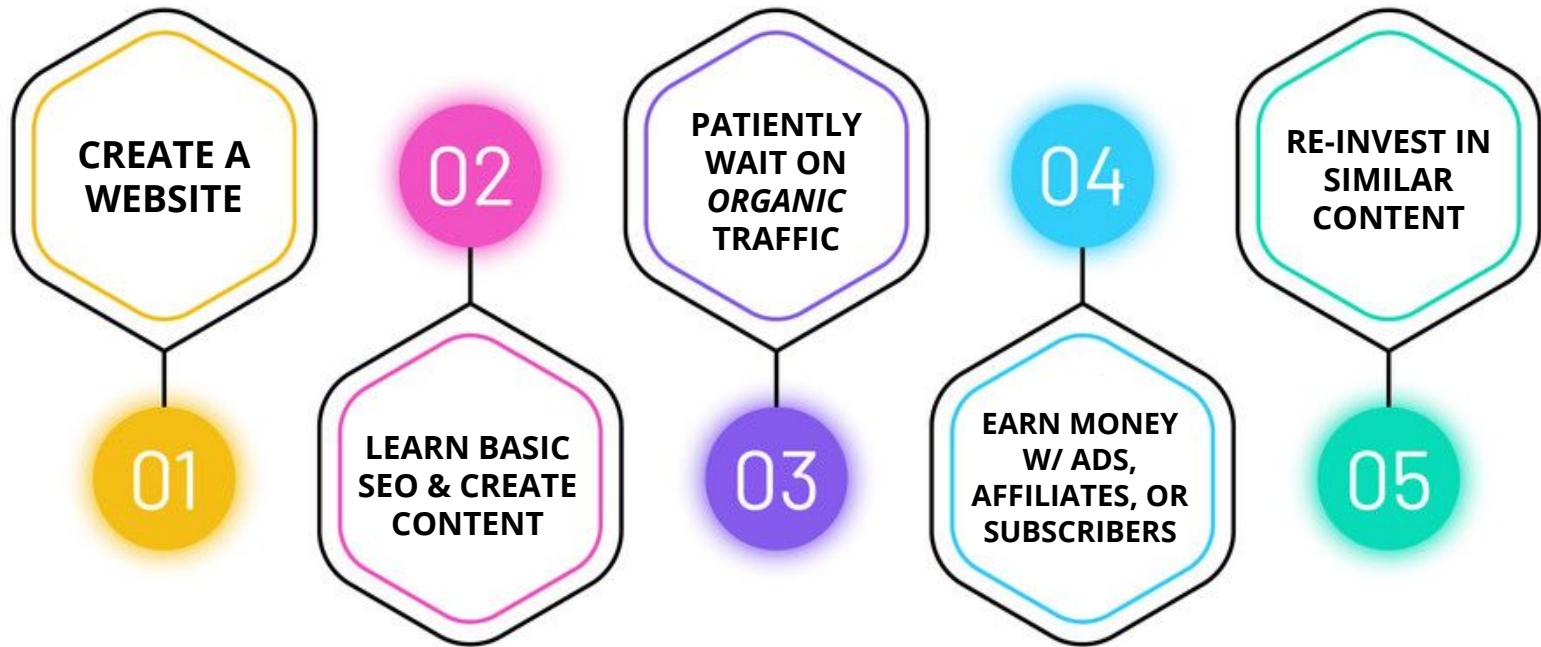 CREATE A
WEBSITE
01
02
LEARN BASIC
SEO & CREATE
CONTENT
PATIENTLY
WAIT ON
ORGANIC
TRAFFIC
03
04
EARN MONEY
W/ ADS,
AFFILIATES, OR
SUBSCRIBERS
RE-INVEST IN
SIMILAR
CONTENT
05